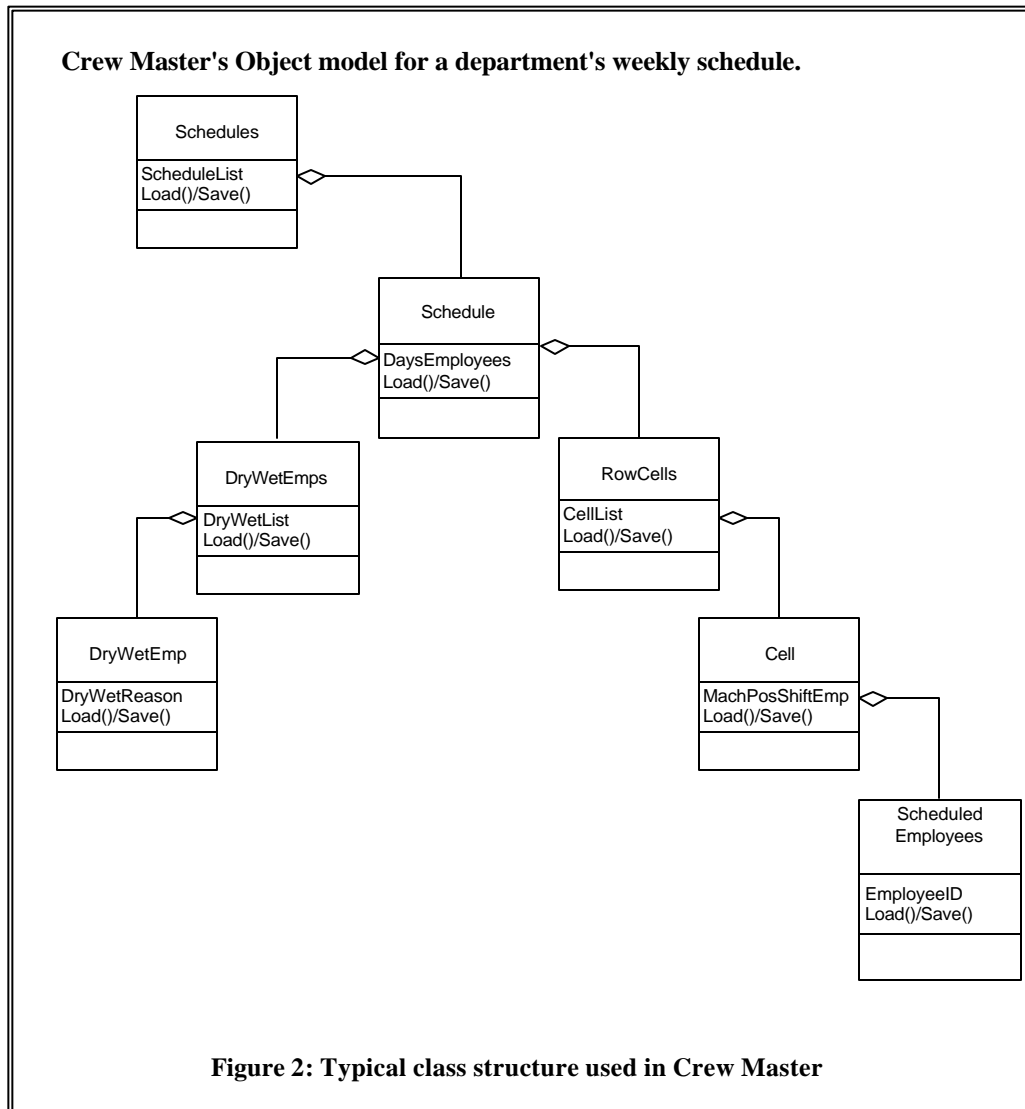 Crew Master's Object model for a department's weekly schedule.
Schedules
ScheduleList
Load()/Save()
Schedule
DaysEmployees
Load()/Save()
DryWetEmps
DryWetList
Load()/Save()
RowCells
CellList
Load()/Save()
DryWetEmp
DryWetReason
Load()/Save()
Cell
MachPosShiftEmp
Load()/Save()
Scheduled
Employees
EmployeeID
Load()/Save()
Figure 2: Typical class structure used in Crew Master